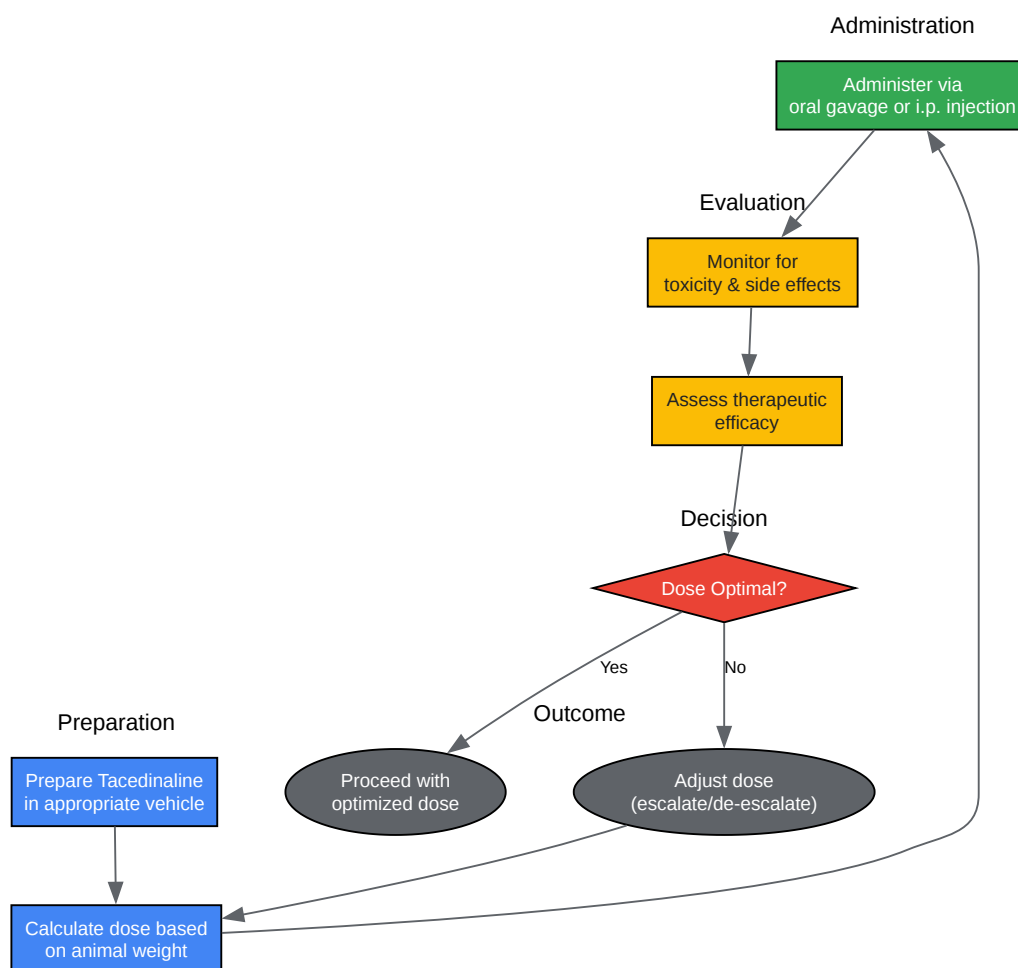 Administration
Administer via
oral gavage or i.p. injection
Evaluation
Monitor for
toxicity & side effects
Assess therapeutic
efficacy
Decision
Dose Optimal?
Yes
No
Outcome
Preparation
Proceed with
optimized dose
Adjust dose
(escalate/de-escalate)
Prepare Tacedinaline
in appropriate vehicle
Calculate dose based
on animal weight